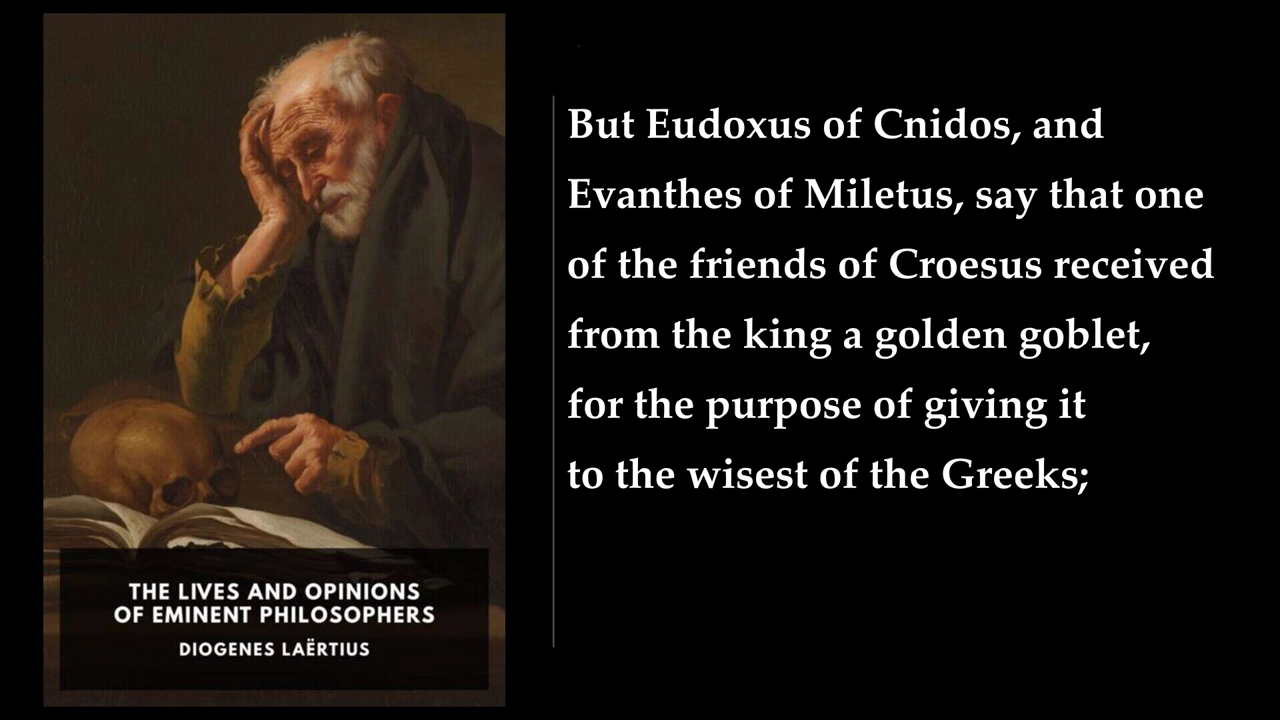 THE LIVES AND OPINIONS
OF EMINENT PHILOSOPHERS
DIOGENES LAËRTIUS
But Eudoxus of Cnidos, and
Evanthes of Miletus, say that one
of the friends of Croesus received
from the king a golden goblet,
for the purpose of giving it
to the wisest of the Greeks;